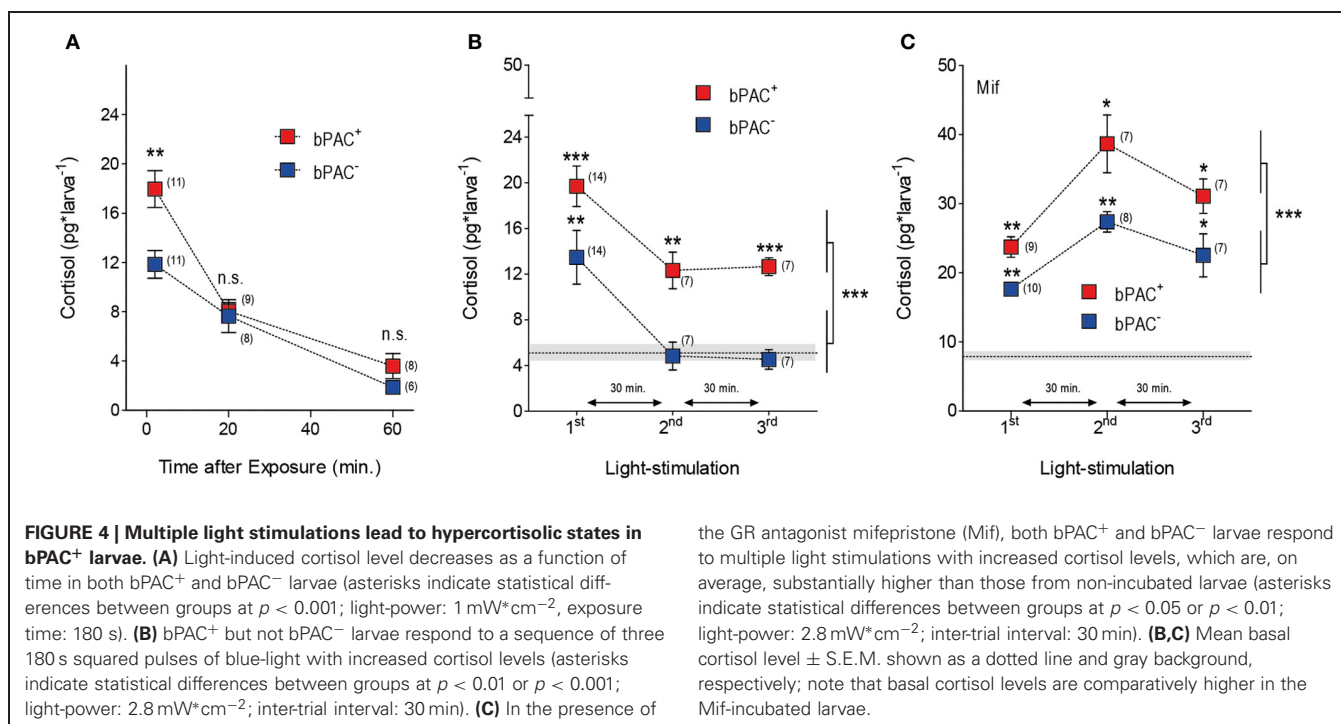 A
24
20
16
12
8
4
0
Cortisol (pg*larva-1)
**
(11)
(11)
n.s.
(9)
(8)
n.s.
(8)
(6)
bPAC+
bPAC-
0 20 40 60
Time after Exposure (min.)
B
50
24
20
16
12
8
4
0
Cortisol (pg*larva-1)
bPAC+
bPAC-
***
(14)
**
(14)
**
(7)
***
(7)
(7)
(7)
***
30 min. 30 min.
1st 2nd 3rd
Light-stimulation
C
50
40
30
20
10
0
Cortisol (pg*larva-1)
Mif
*
(7)
**
(8)
*
(7)
*
(7)
**
(9)
**
(10)
bPAC+
bPAC-
***
30 min. 30 min.
1st 2nd 3rd
Light-stimulation
FIGURE 4 | Multiple light stimulations lead to hypercortisolic states in
bPAC+ larvae. (A) Light-induced cortisol level decreases as a function of
time in both bPAC+ and bPAC− larvae (asterisks indicate statistical diff-
erences between groups at p < 0.001; light-power: 1 mW*cm−2, exposure
time: 180 s). (B) bPAC+ but not bPAC− larvae respond to a sequence of three
180 s squared pulses of blue-light with increased cortisol levels (asterisks
indicate statistical differences between groups at p < 0.01 or p < 0.001;
light-power: 2.8 mW*cm−2; inter-trial interval: 30 min). (C) In the presence of
the GR antagonist mifepristone (Mif), both bPAC+ and bPAC− larvae respond
to multiple light stimulations with increased cortisol levels, which are, on
average, substantially higher than those from non-incubated larvae (asterisks
indicate statistical differences between groups at p < 0.05 or p < 0.01;
light-power: 2.8 mW*cm−2; inter-trial interval: 30 min). (B,C) Mean basal
cortisol level ± S.E.M. shown as a dotted line and gray background,
respectively; note that basal cortisol levels are comparatively higher in the
Mif-incubated larvae.